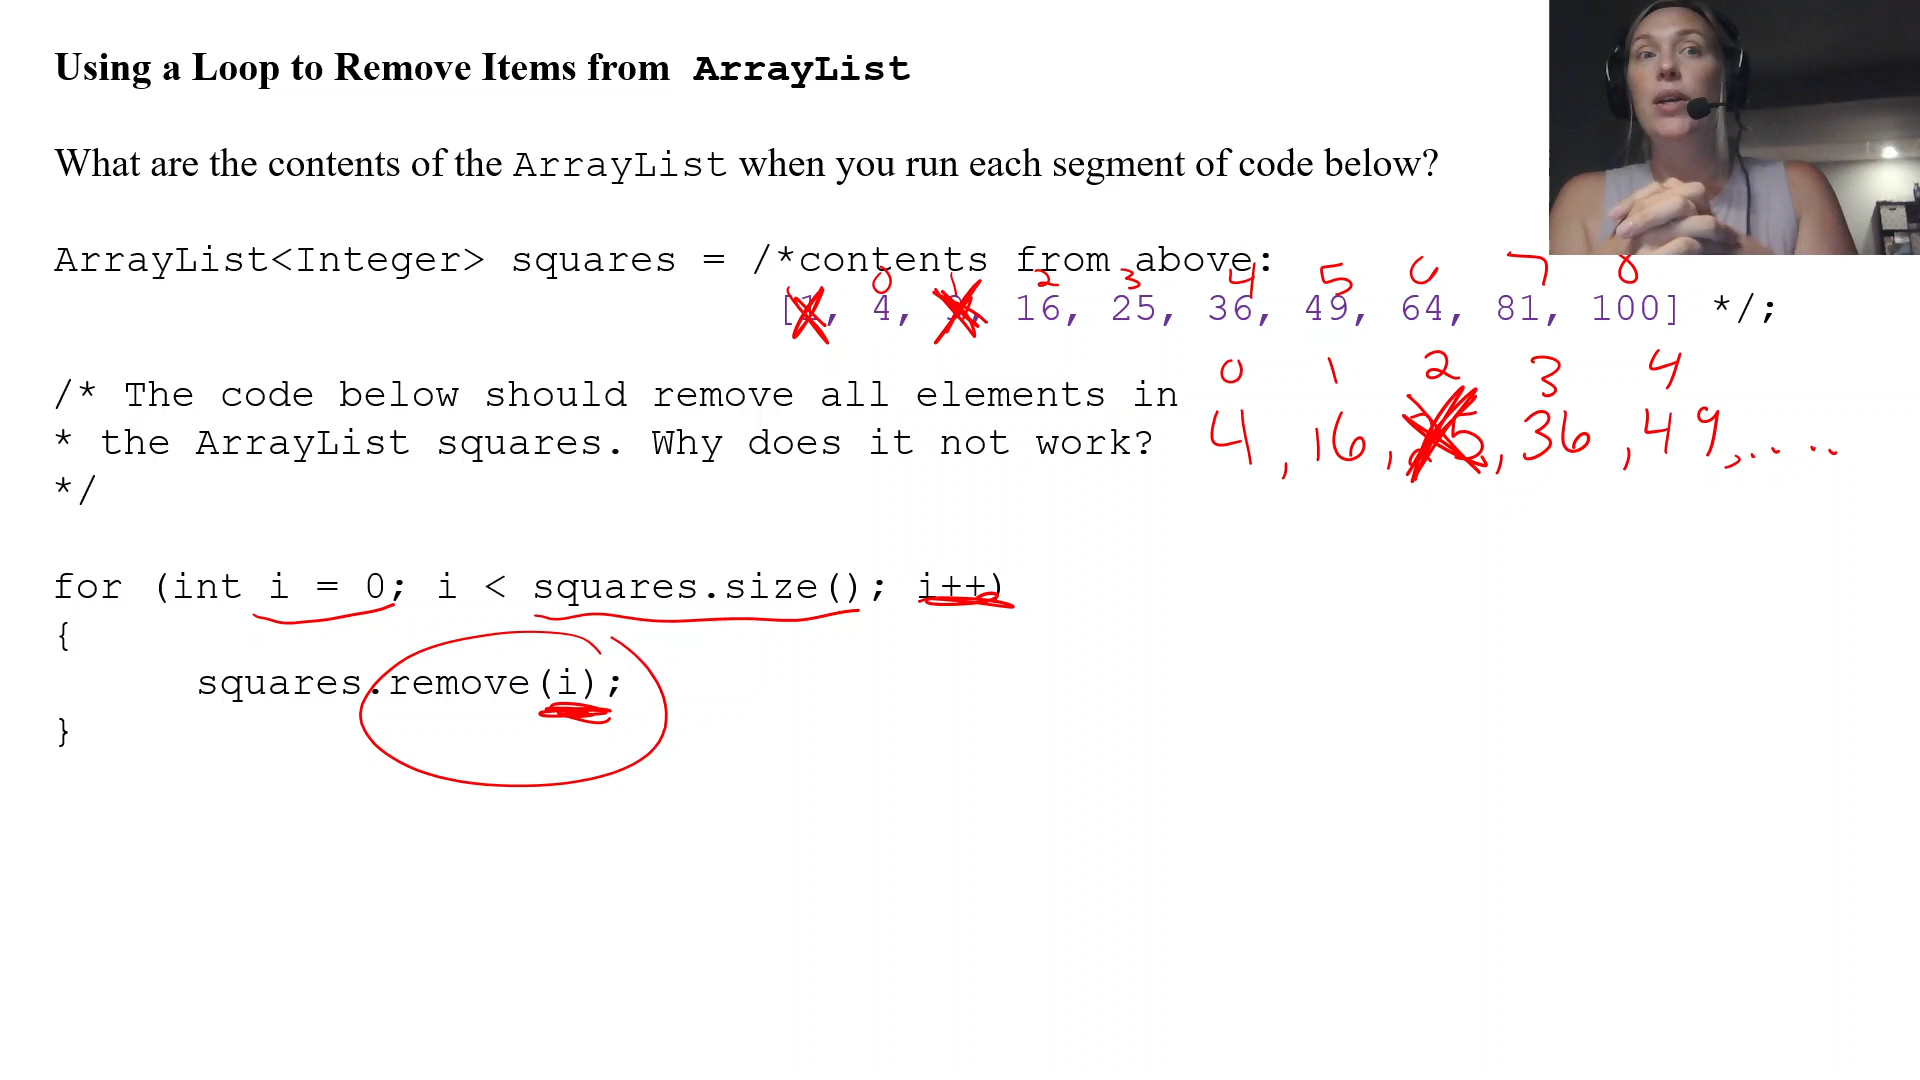 Using a Loop to Remove Items from ArrayList
What are the contents of the ArrayList when you run each segment of code below?
ArrayList<Integer> squares = /*contents from above:
0 1 2 3 4 5 6 7 8
[1, 4, 9, 16, 25, 36, 49, 64, 81, 100] */;
0 1 2 3 4
/* The code below should remove all elements in
4, 16, 25, 36, 49, .....
* the ArrayList squares. Why does it not work?
*/
for (int i = 0; i < squares.size(); i++)
{
squares.remove(i);
}